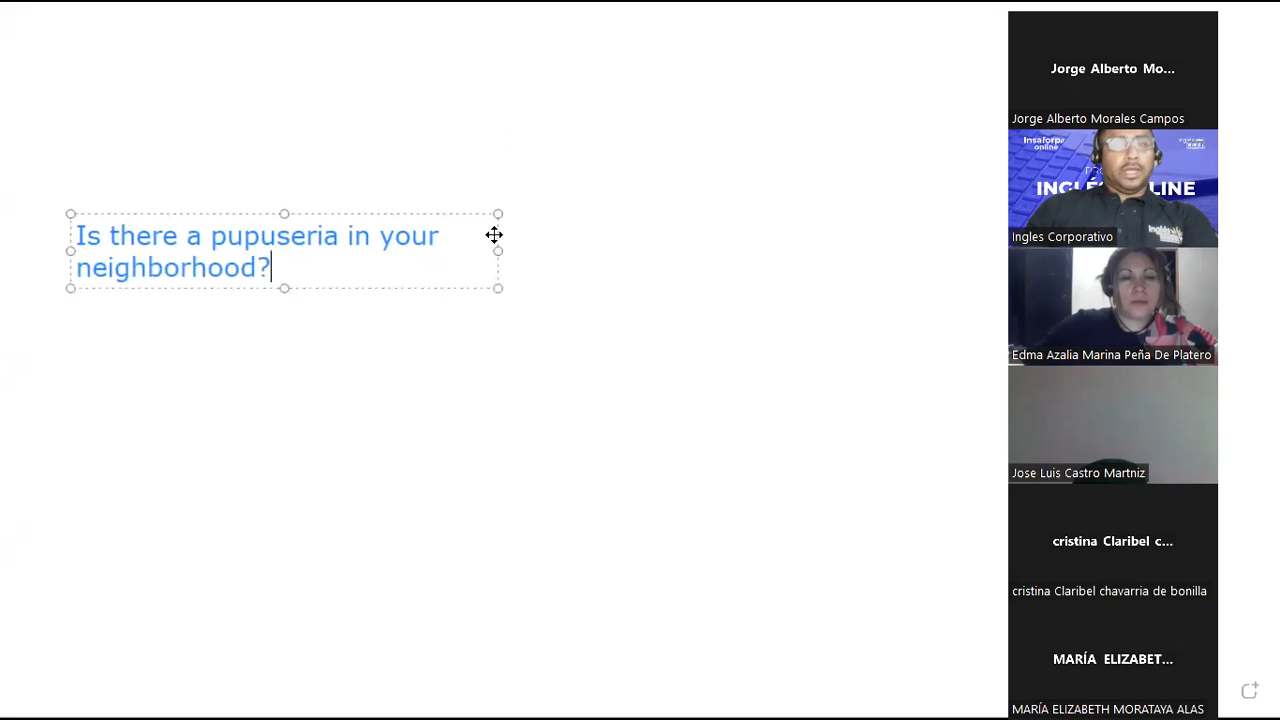 Is there a pupuseria in your
neighborhood?
Jorge Alberto Mo...
Jorge Alberto Morales Campos
Insaforp
online
INGLÉS ONLINE
Ingles Corporativo
Edma Azalia Marina Peña De Platero
Jose Luis Castro Martniz
cristina Claribel c...
cristina Claribel chavarria de bonilla
MARÍA ELIZABET...
MARÍA ELIZABETH MORATAYA ALAS